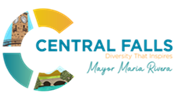 CENTRAL FALLS
Diversity That Inspires
Mayor Maria Rivera